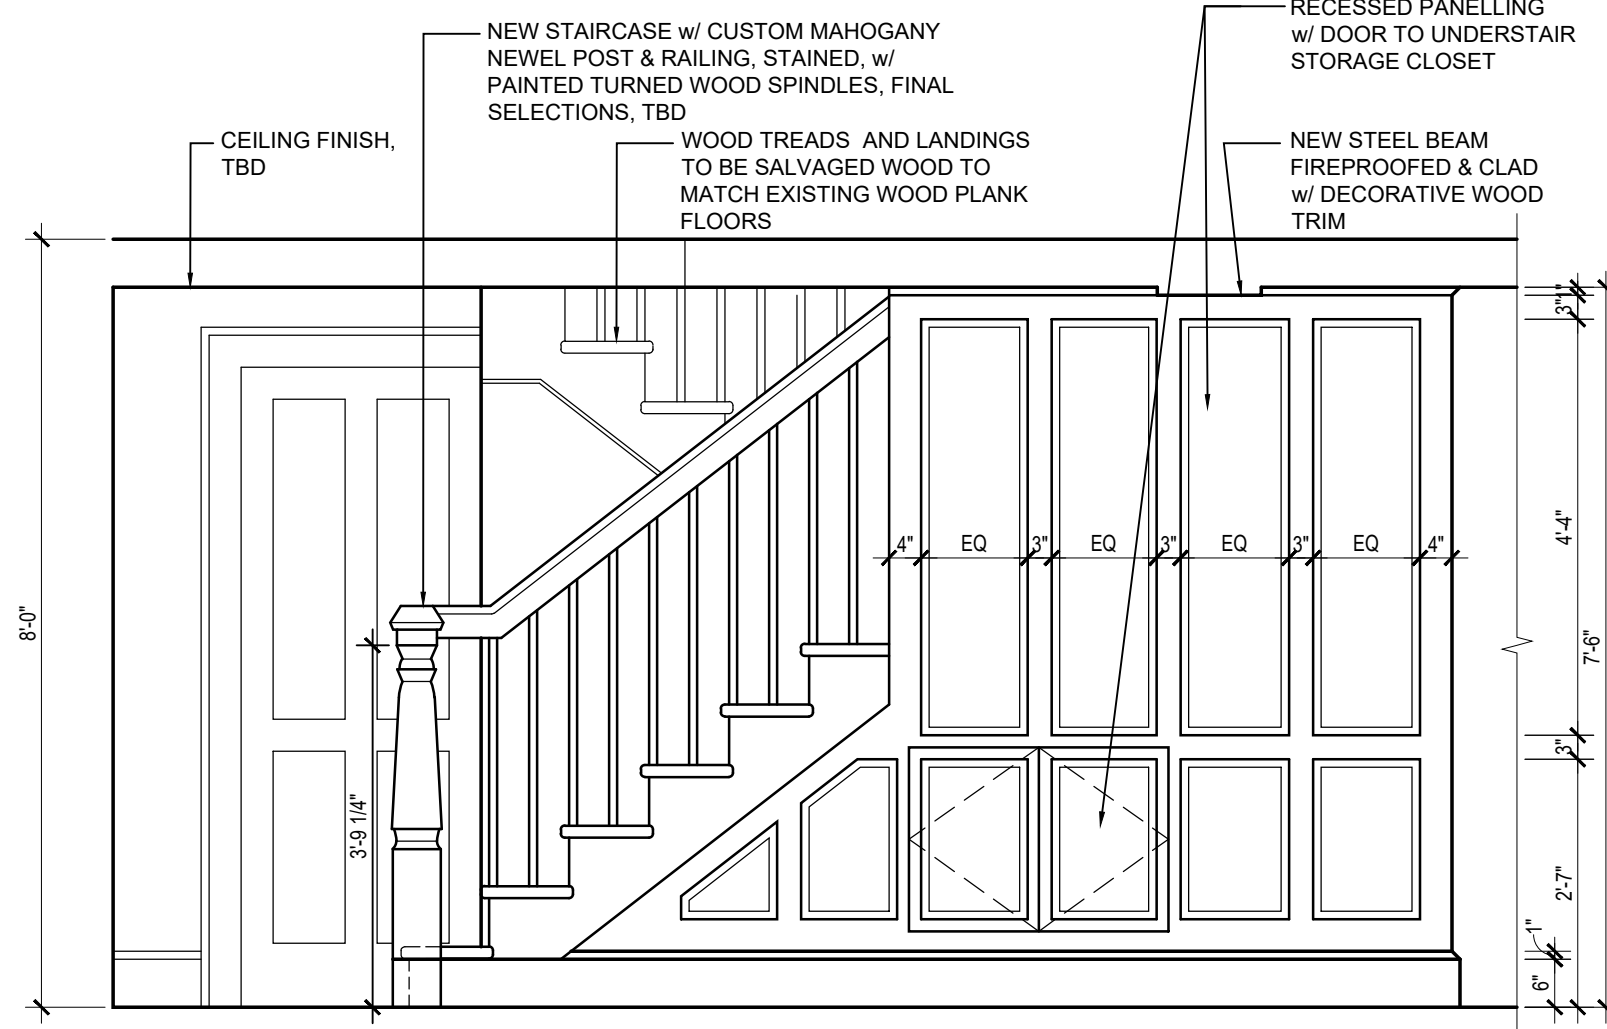 NEW STAIRCASE w/ CUSTOM MAHOGANY
NEWEL POST & RAILING, STAINED, w/
PAINTED TURNED WOOD SPINDLES, FINAL
SELECTIONS, TBD
RECESSED PANELLING
w/ DOOR TO UNDERSTAIR
STORAGE CLOSET
CEILING FINISH,
TBD
WOOD TREADS AND LANDINGS
TO BE SALVAGED WOOD TO
MATCH EXISTING WOOD PLANK
FLOORS
NEW STEEL BEAM
FIREPROOFED & CLAD
w/ DECORATIVE WOOD
TRIM
8'-0"
3'-9 1/4"
4" EQ 3" EQ 3" EQ 3" EQ 4"
1"
3"
4'-4"
3"
2'-7"
1"
6"
7'-6"